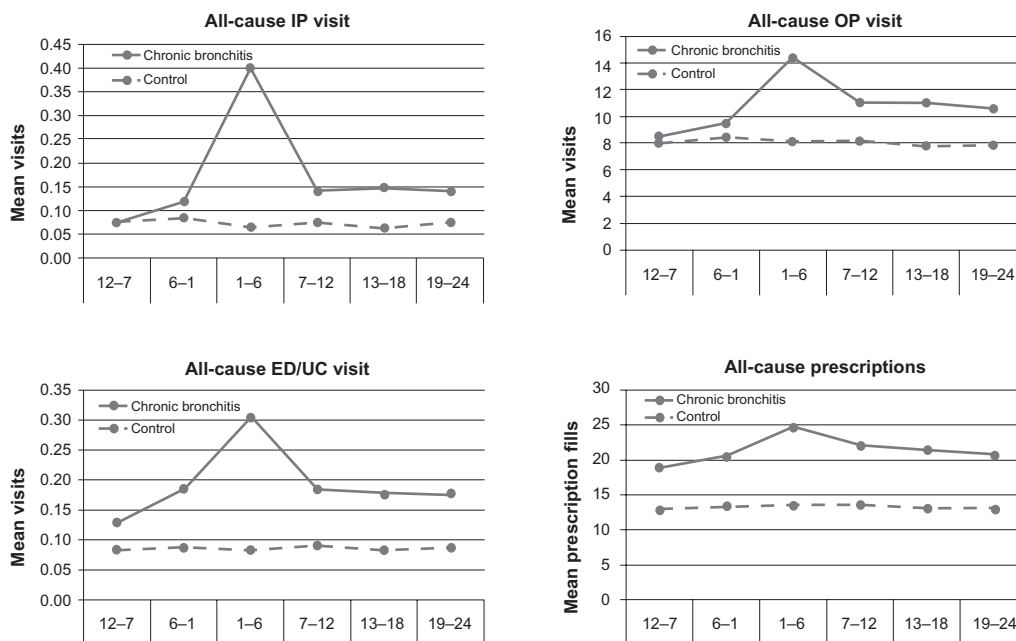 All-cause IP visit
Mean visits
0.45
0.40
0.35
0.30
0.25
0.20
0.15
0.10
0.05
0.00
Chronic bronchitis
Control
12–7 6–1 1–6 7–12 13–18 19–24
All-cause OP visit
Mean visits
16
14
12
10
8
6
4
2
0
Chronic bronchitis
Control
12–7 6–1 1–6 7–12 13–18 19–24
All-cause ED/UC visit
Mean visits
0.35
0.30
0.25
0.20
0.15
0.10
0.05
0.00
Chronic bronchitis
Control
12–7 6–1 1–6 7–12 13–18 19–24
All-cause prescriptions
Mean prescription fills
30
25
20
15
10
5
0
Chronic bronchitis
Control
12–7 6–1 1–6 7–12 13–18 19–24